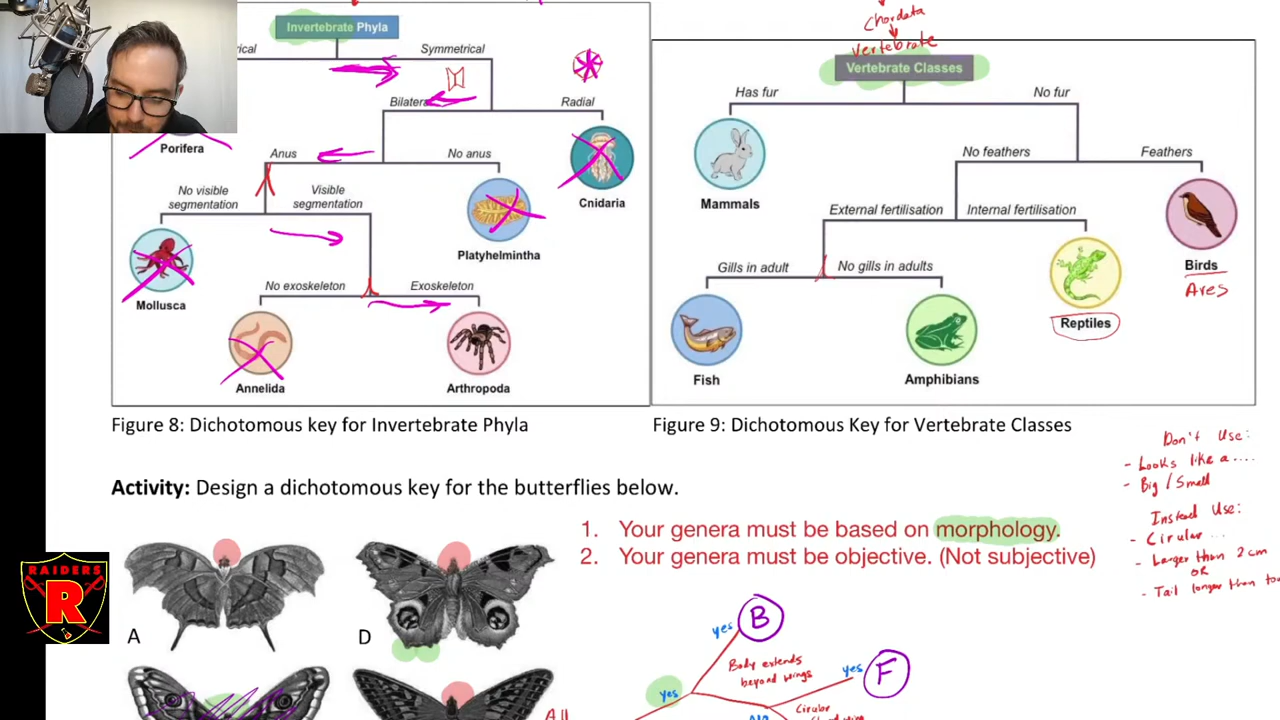 Invertebrate Phyla
rical
Symmetrical
Bilatera
Radial
Porifera
Anus
No anus
Cnidaria
No visible
segmentation
Visible
segmentation
Platyhelmintha
Mollusca
No exoskeleton
Exoskeleton
Annelida
Arthropoda
Figure 8: Dichotomous key for Invertebrate Phyla
Chordata
Vertebrate
Vertebrate Classes
Has fur
No fur
Mammals
No feathers
Feathers
External fertilisation
Internal fertilisation
Birds
Aves
Gills in adult
No gills in adults
Reptiles
Fish
Amphibians
Figure 9: Dichotomous Key for Vertebrate Classes
Don't Use:
- Looks like a ....
- Big / Small
Instead Use:
- Circular ...
- Larger than 2 cm
OR
- Tail longer than
Activity: Design a dichotomous key for the butterflies below.
1. Your genera must be based on morphology.
2. Your genera must be objective. (Not subjective)
A
D
RAIDERS
R
yes
B
Body extends
beyond wings
yes
F
yes
Circular
All